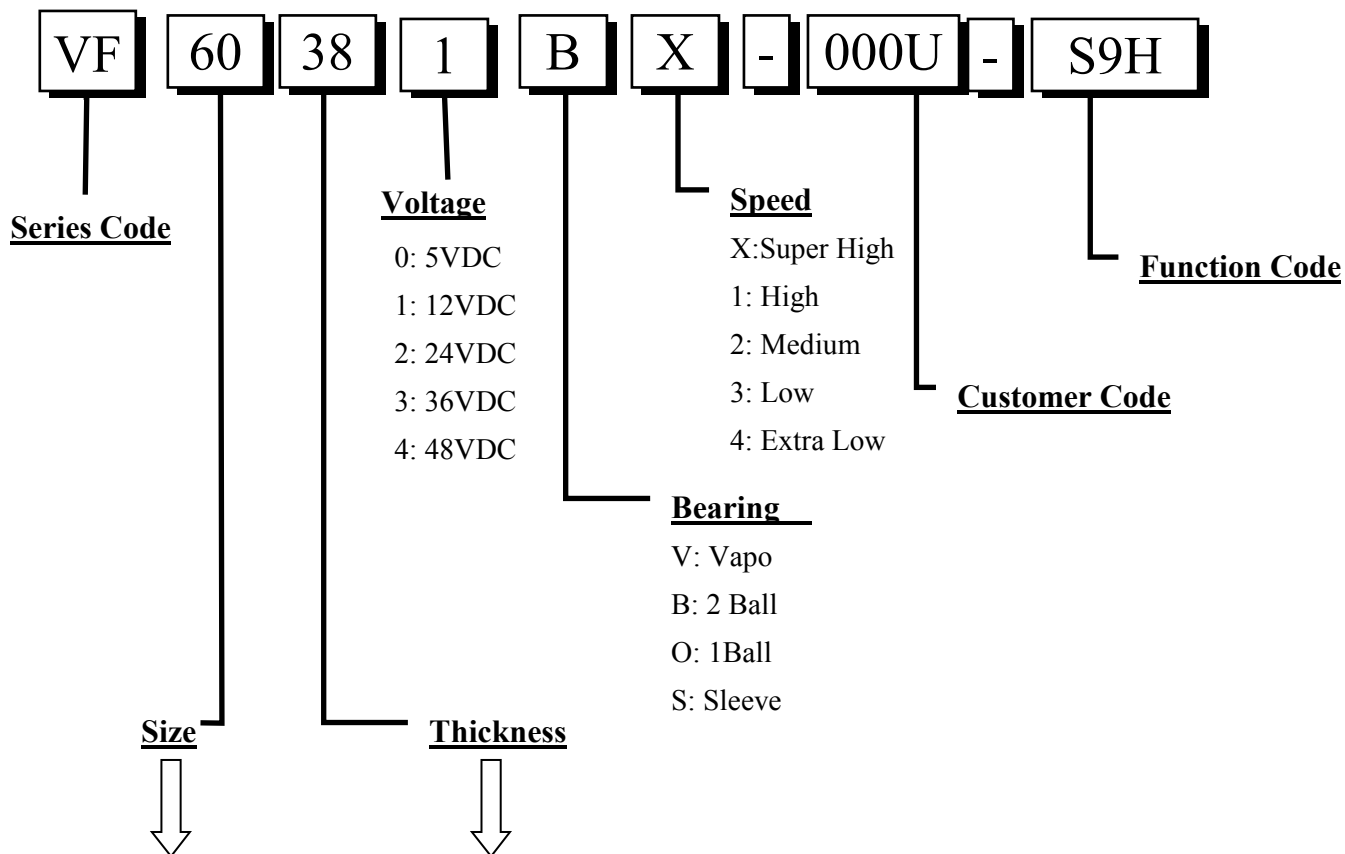 VF 60 38 1 B X - 000U - S9H
Series Code
Voltage
0: 5VDC
1: 12VDC
2: 24VDC
3: 36VDC
4: 48VDC
Speed
X:Super High
1: High
2: Medium
3: Low
4: Extra Low
Function Code
Customer Code
Bearing
V: Vapo
B: 2 Ball
O: 1Ball
S: Sleeve
Size
Thickness